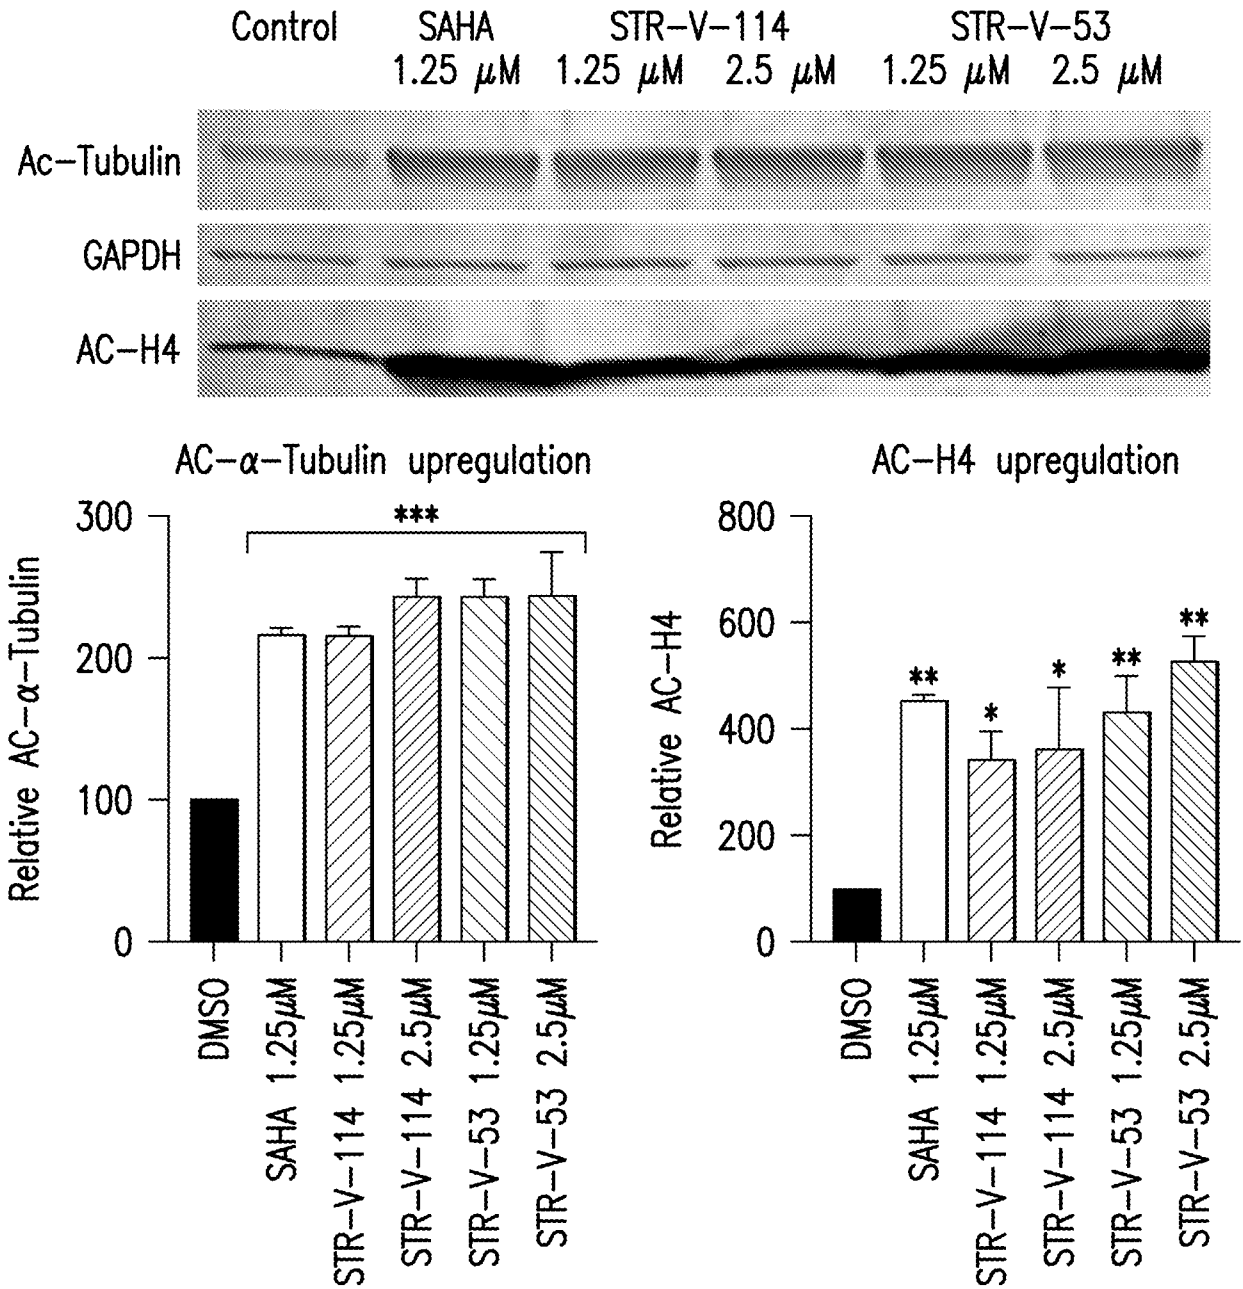 Control SAHA STR-V-114 STR-V-53
1.25 μM 1.25 μM 2.5 μM 1.25 μM 2.5 μM
Ac-Tubulin
GAPDH
AC-H4
AC-α-Tubulin upregulation
300
200
100
0
Relative AC-α-Tubulin
***
DMSO
SAHA 1.25μM
STR-V-114 1.25μM
STR-V-114 2.5μM
STR-V-53 1.25μM
STR-V-53 2.5μM
AC-H4 upregulation
800
600
400
200
0
Relative AC-H4
**
*
*
**
**
DMSO
SAHA 1.25μM
STR-V-114 1.25μM
STR-V-114 2.5μM
STR-V-53 1.25μM
STR-V-53 2.5μM